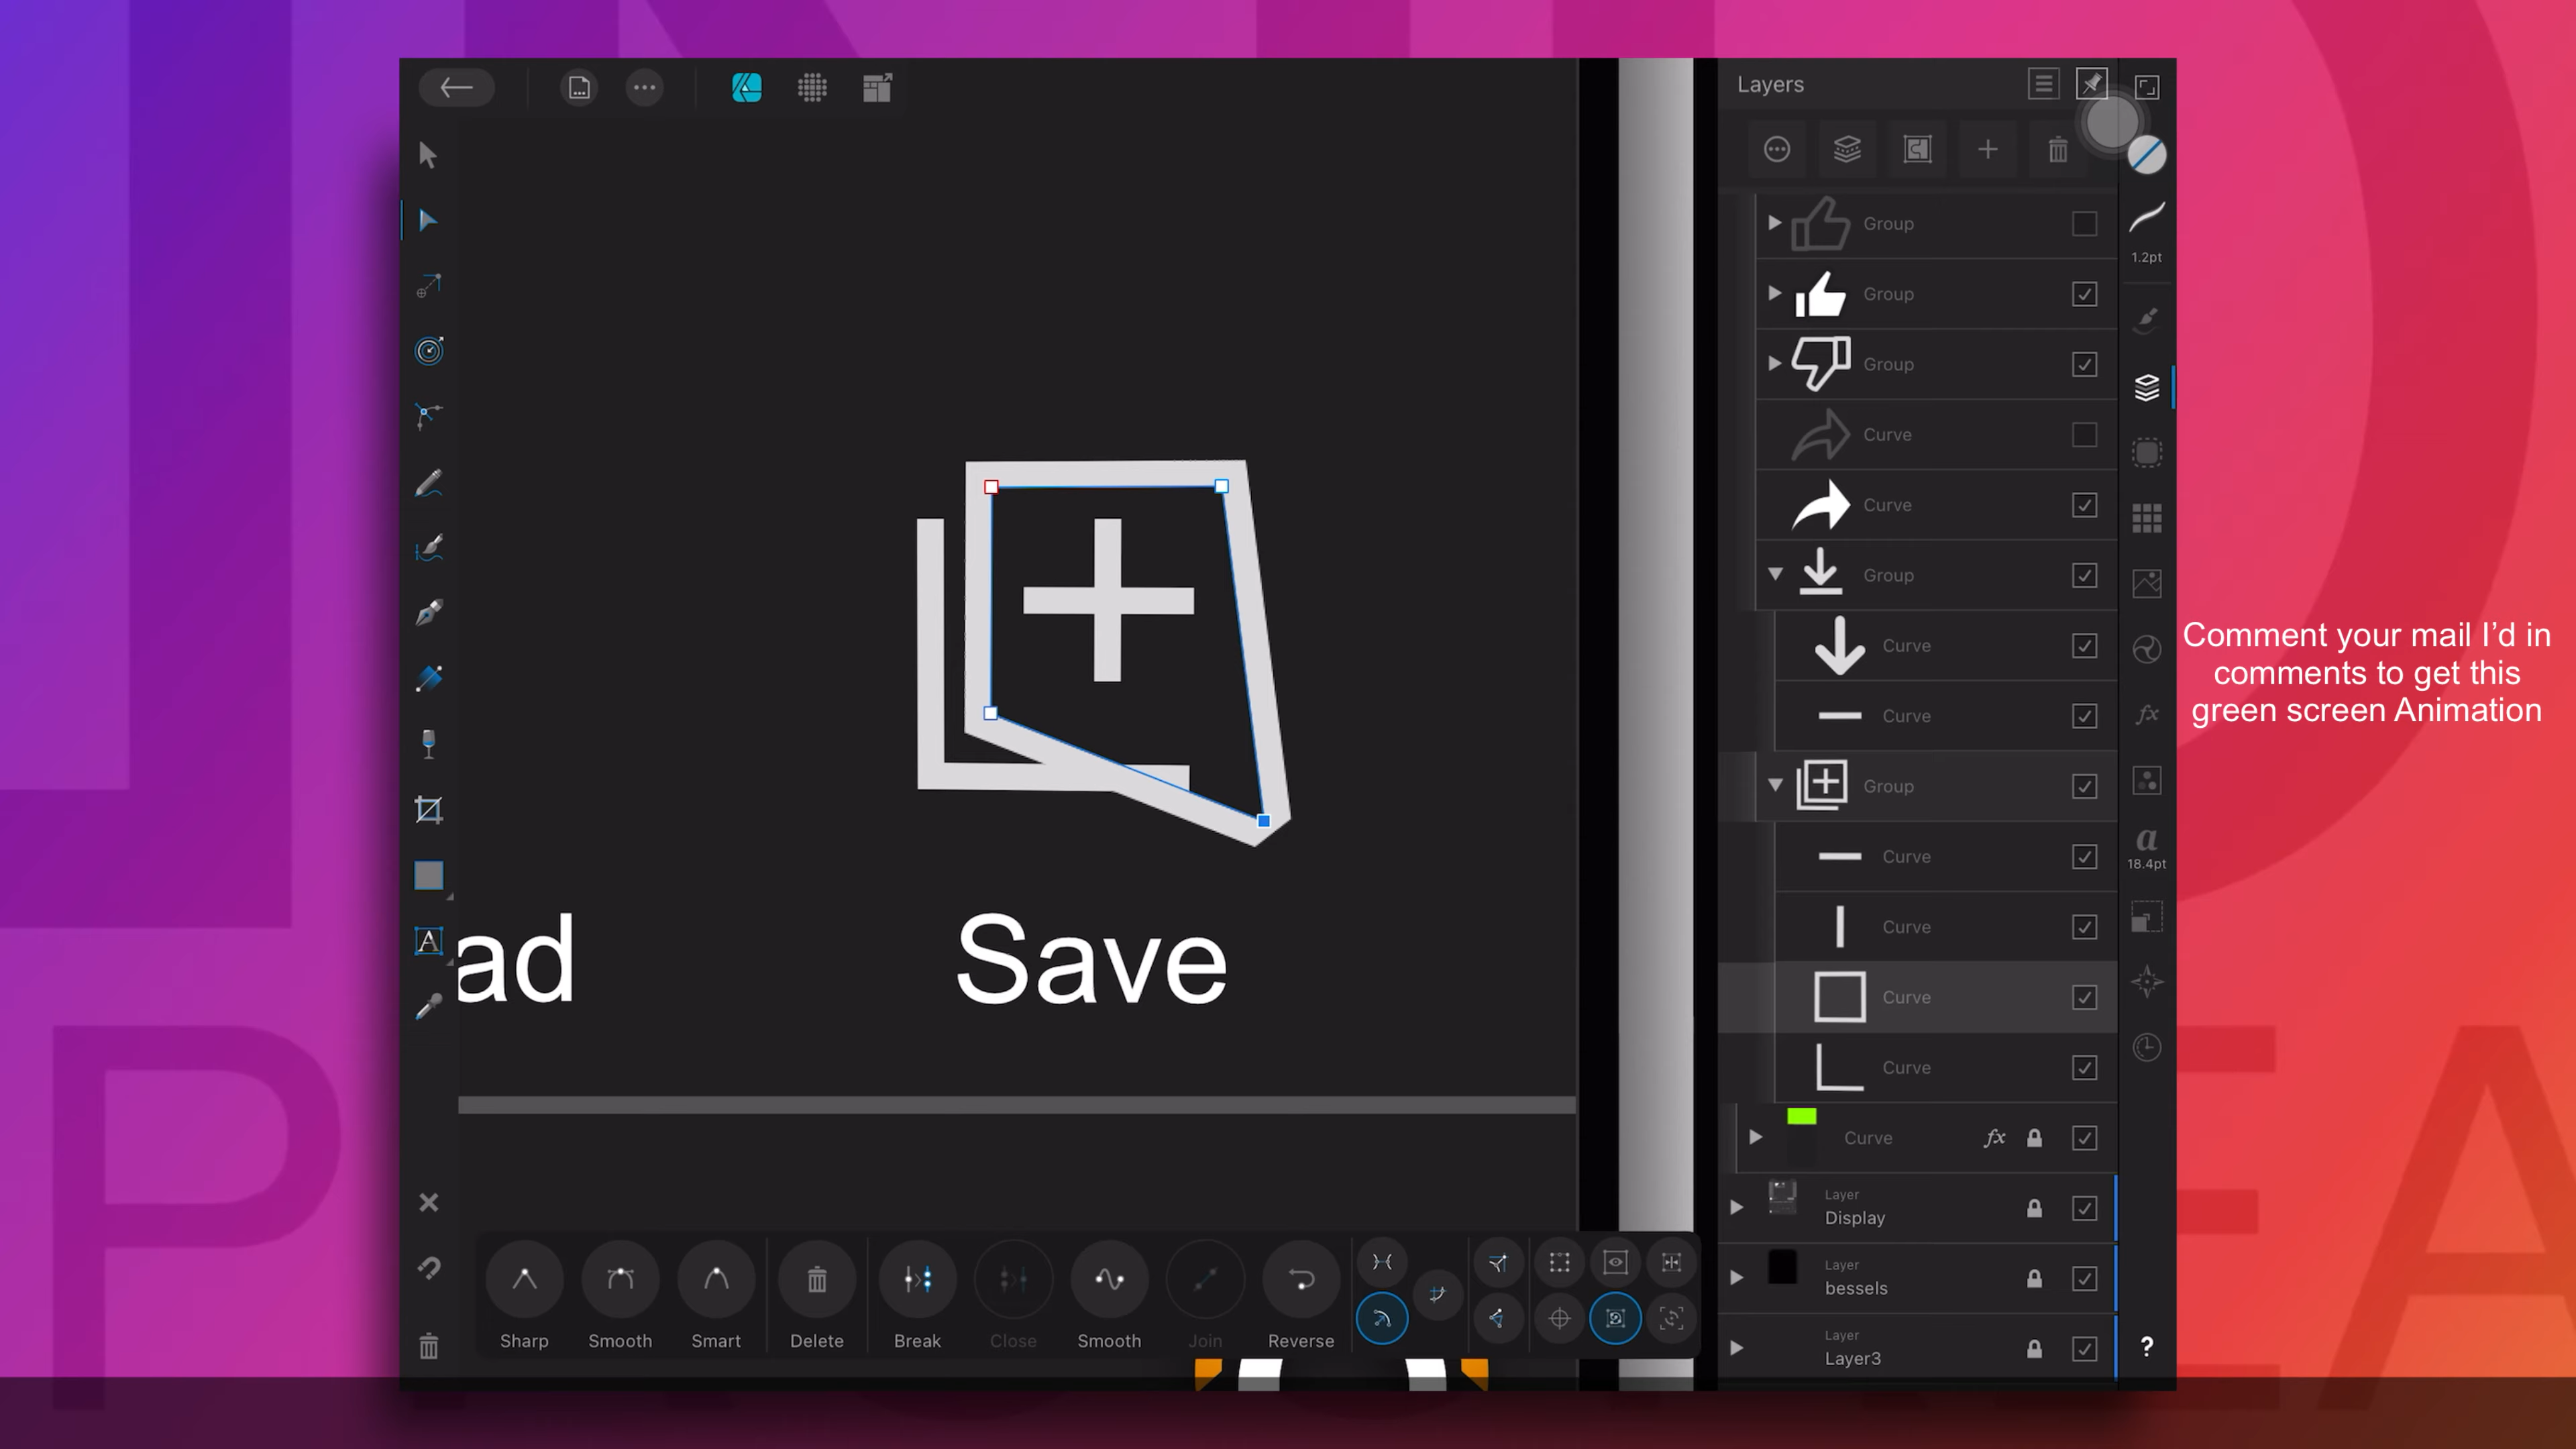 Layers
Group
1.2pt
Group
Group
Curve
Curve
Group
Curve
Curve
fx
Group
a
18.4pt
Curve
Curve
Curve
Curve
Curve fx
Layer
Display
Layer
bessels
Layer
Layer3
?
A
ad
Save
Sharp
Smooth
Smart
Delete
Break
Close
Smooth
Join
Reverse
Comment your mail I’d in
comments to get this
green screen Animation